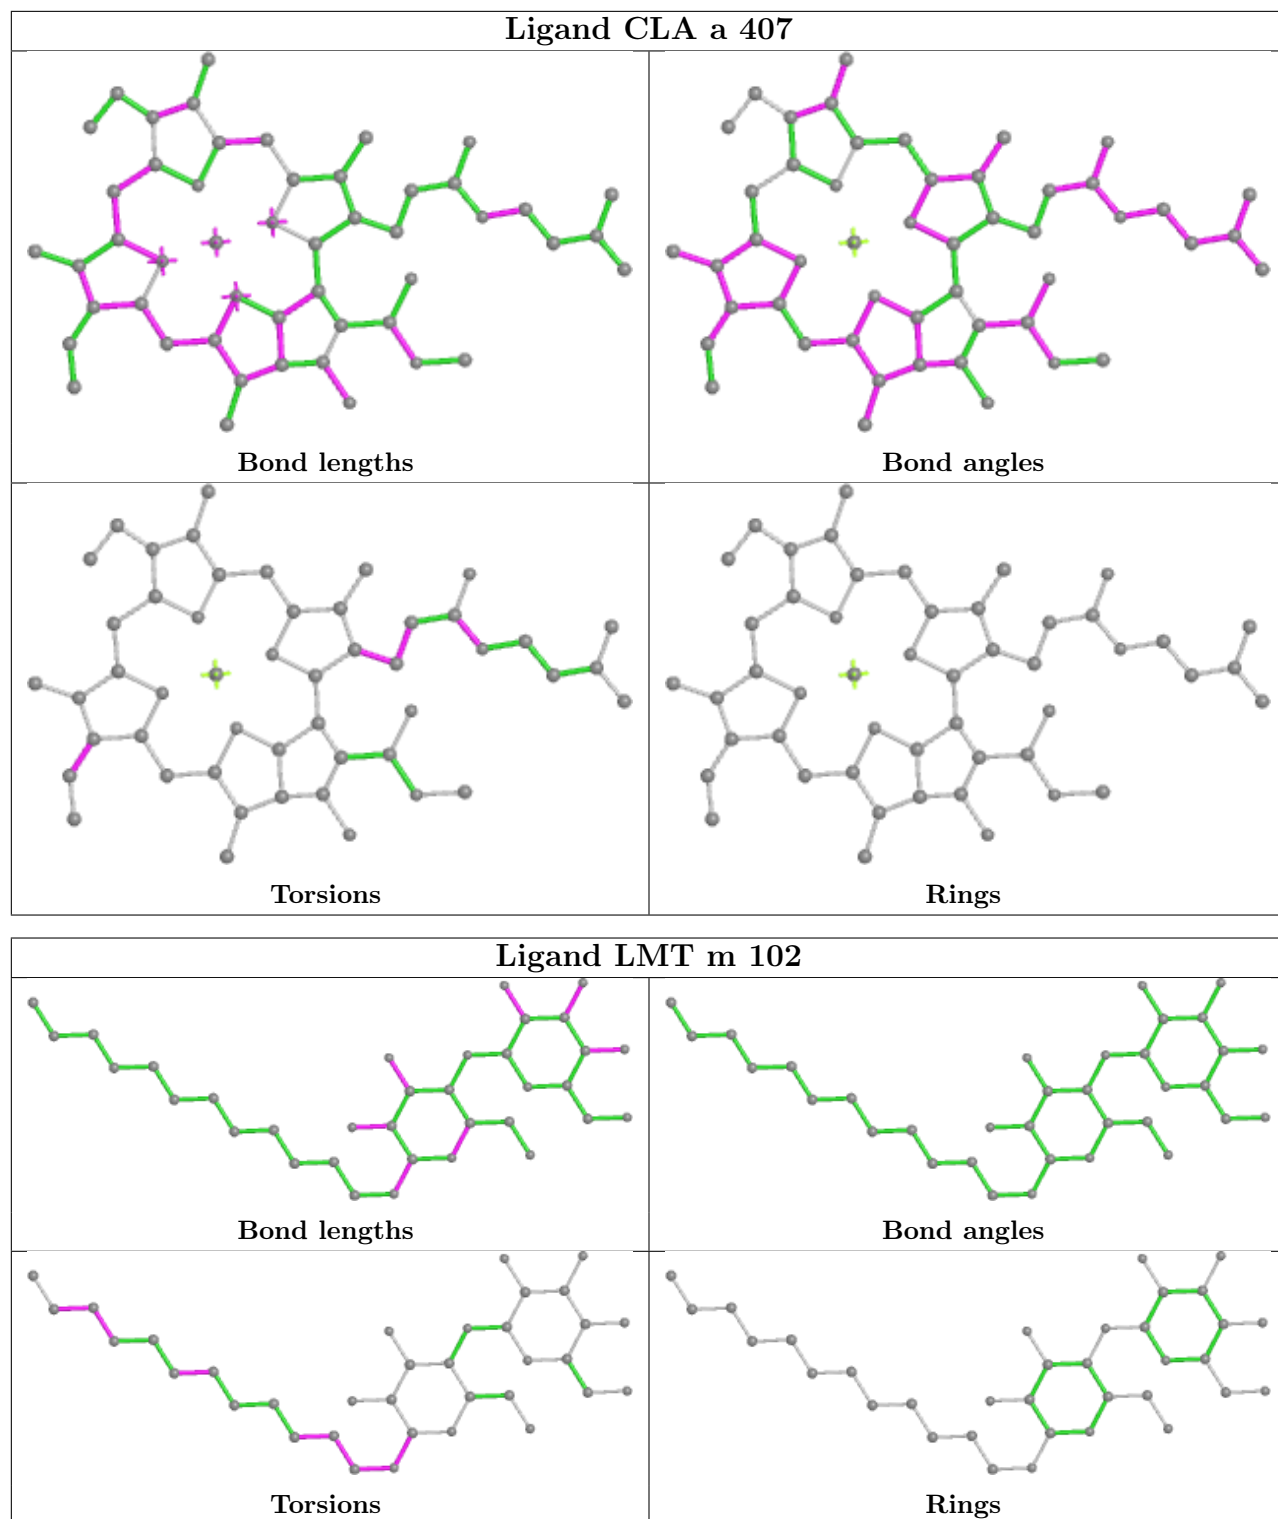 Ligand CLA a 407
Bond lengths
Bond angles
Torsions
Rings
Ligand LMT m 102
Bond lengths
Bond angles
Torsions
Rings